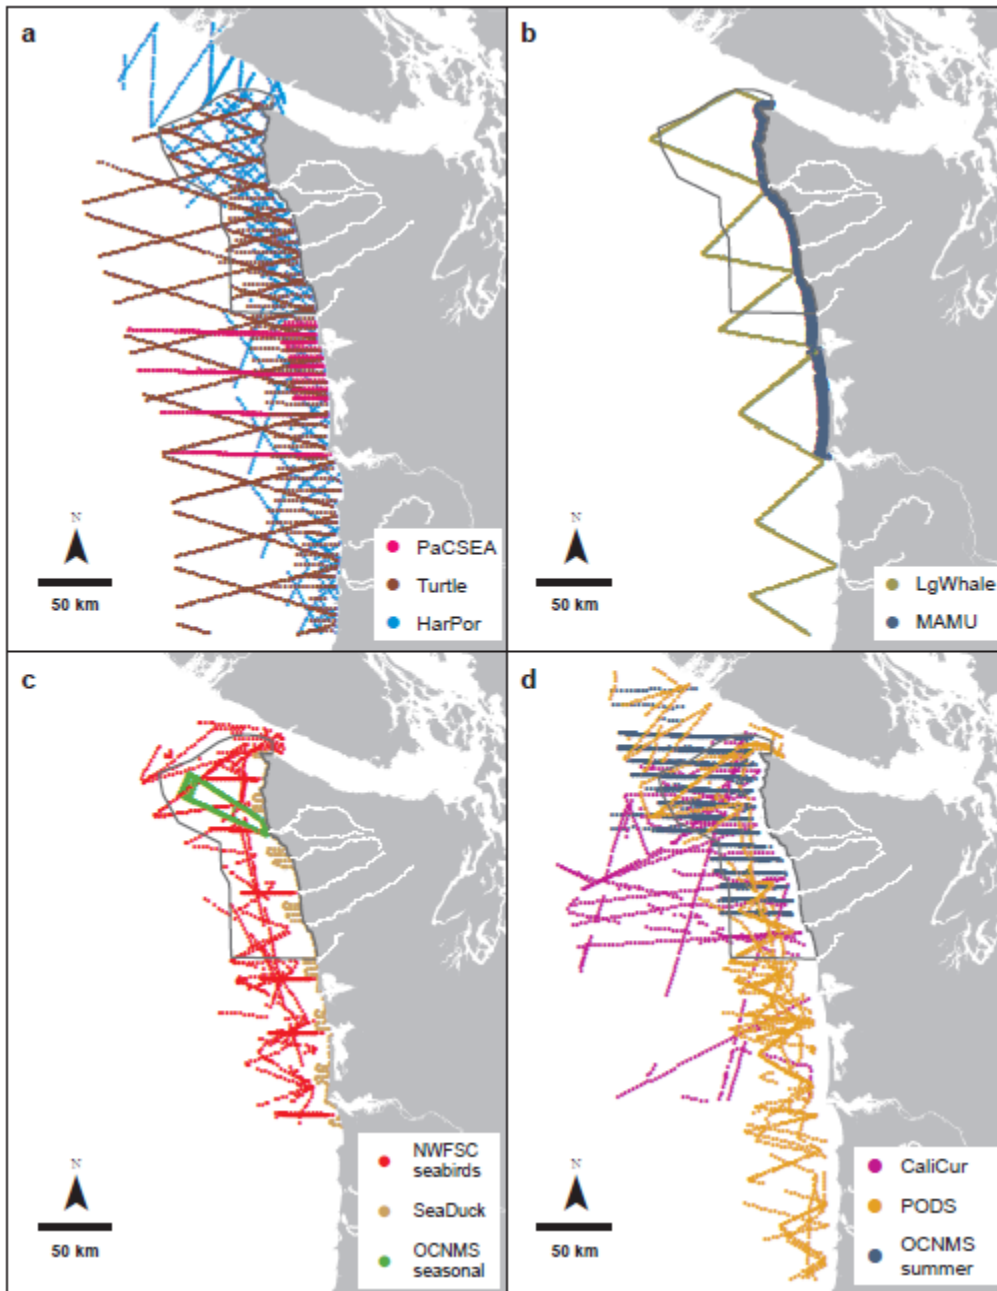 a
N
50 km
PaCSEA
Turtle
HarPor
b
N
50 km
LgWhale
MAMU
c
N
50 km
NWFSC
seabirds
SeaDuck
OCNMS
seasonal
d
N
50 km
CaliCur
PODS
OCNMS
summer